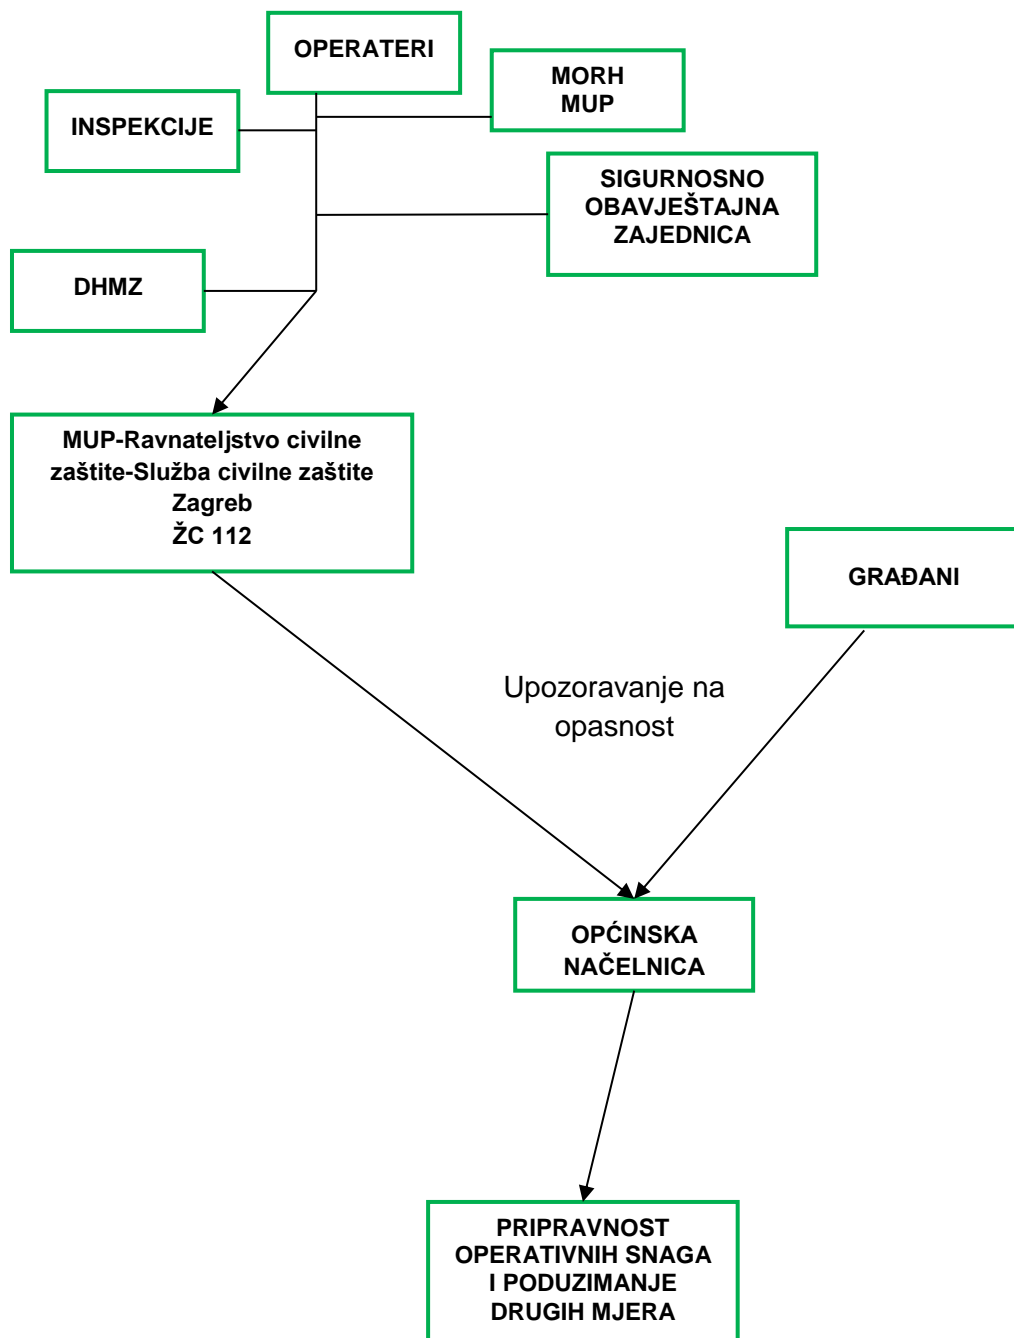 OPERATERI
MORH
MUP
INSPEKCIJE
SIGURNOSNO
OBAVJEŠTAJNA
ZAJEDNICA
DHMZ
MUP-Ravnateljstvo civilne
zaštite-Služba civilne zaštite
Zagreb
ŽC 112
GRAĐANI
Upozoravanje na
opasnost
OPĆINSKA
NAČELNICA
PRIPRAVNOST
OPERATIVNIH SNAGA
I PODUZIMANJE
DRUGIH MJERA